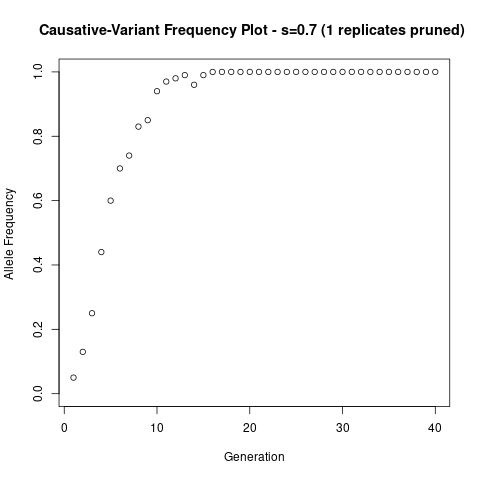 Causative-Variant Frequency Plot - s=0.7 (1 replicates pruned)
Allele Frequency
1.0
0.8
0.6
0.4
0.2
0.0
0 10 20 30 40
Generation